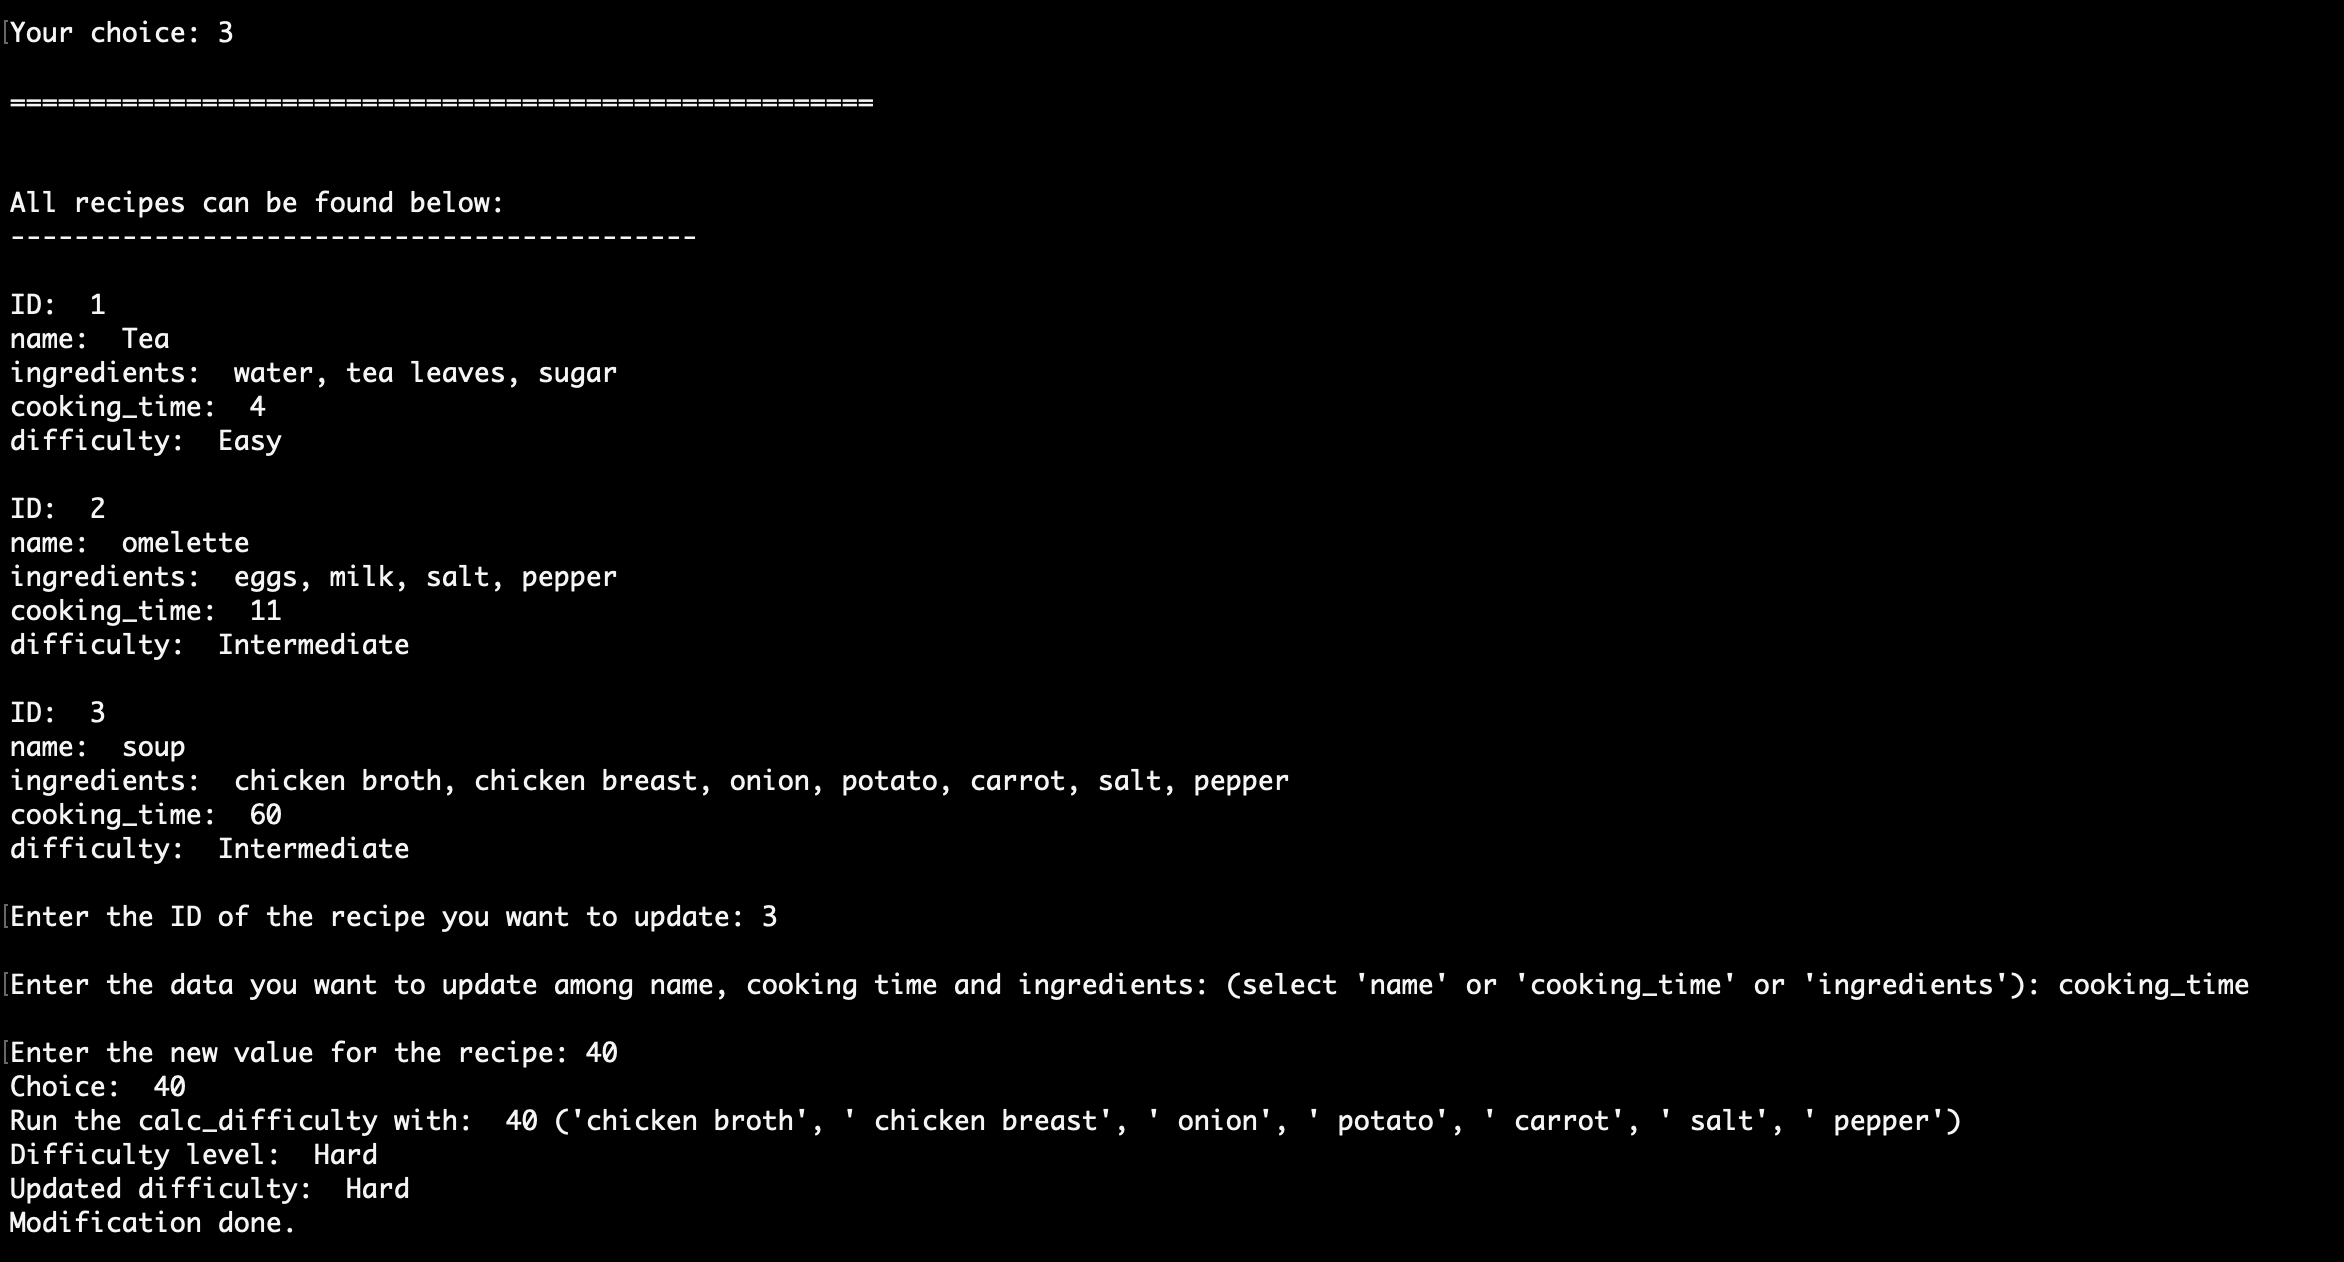 [Your choice: 3
======================================================
All recipes can be found below:
-------------------------------------------
ID:  1
name:  Tea
ingredients:  water, tea leaves, sugar
cooking_time:  4
difficulty:  Easy
ID:  2
name:  omelette
ingredients:  eggs, milk, salt, pepper
cooking_time:  11
difficulty:  Intermediate
ID:  3
name:  soup
ingredients:  chicken broth, chicken breast, onion, potato, carrot, salt, pepper
cooking_time:  60
difficulty:  Intermediate
[Enter the ID of the recipe you want to update: 3
[Enter the data you want to update among name, cooking time and ingredients: (select 'name' or 'cooking_time' or 'ingredients'): cooking_time
[Enter the new value for the recipe: 40
Choice:  40
Run the calc_difficulty with:  40 ('chicken broth', ' chicken breast', ' onion', ' potato', ' carrot', ' salt', ' pepper')
Difficulty level:  Hard
Updated difficulty:  Hard
Modification done.